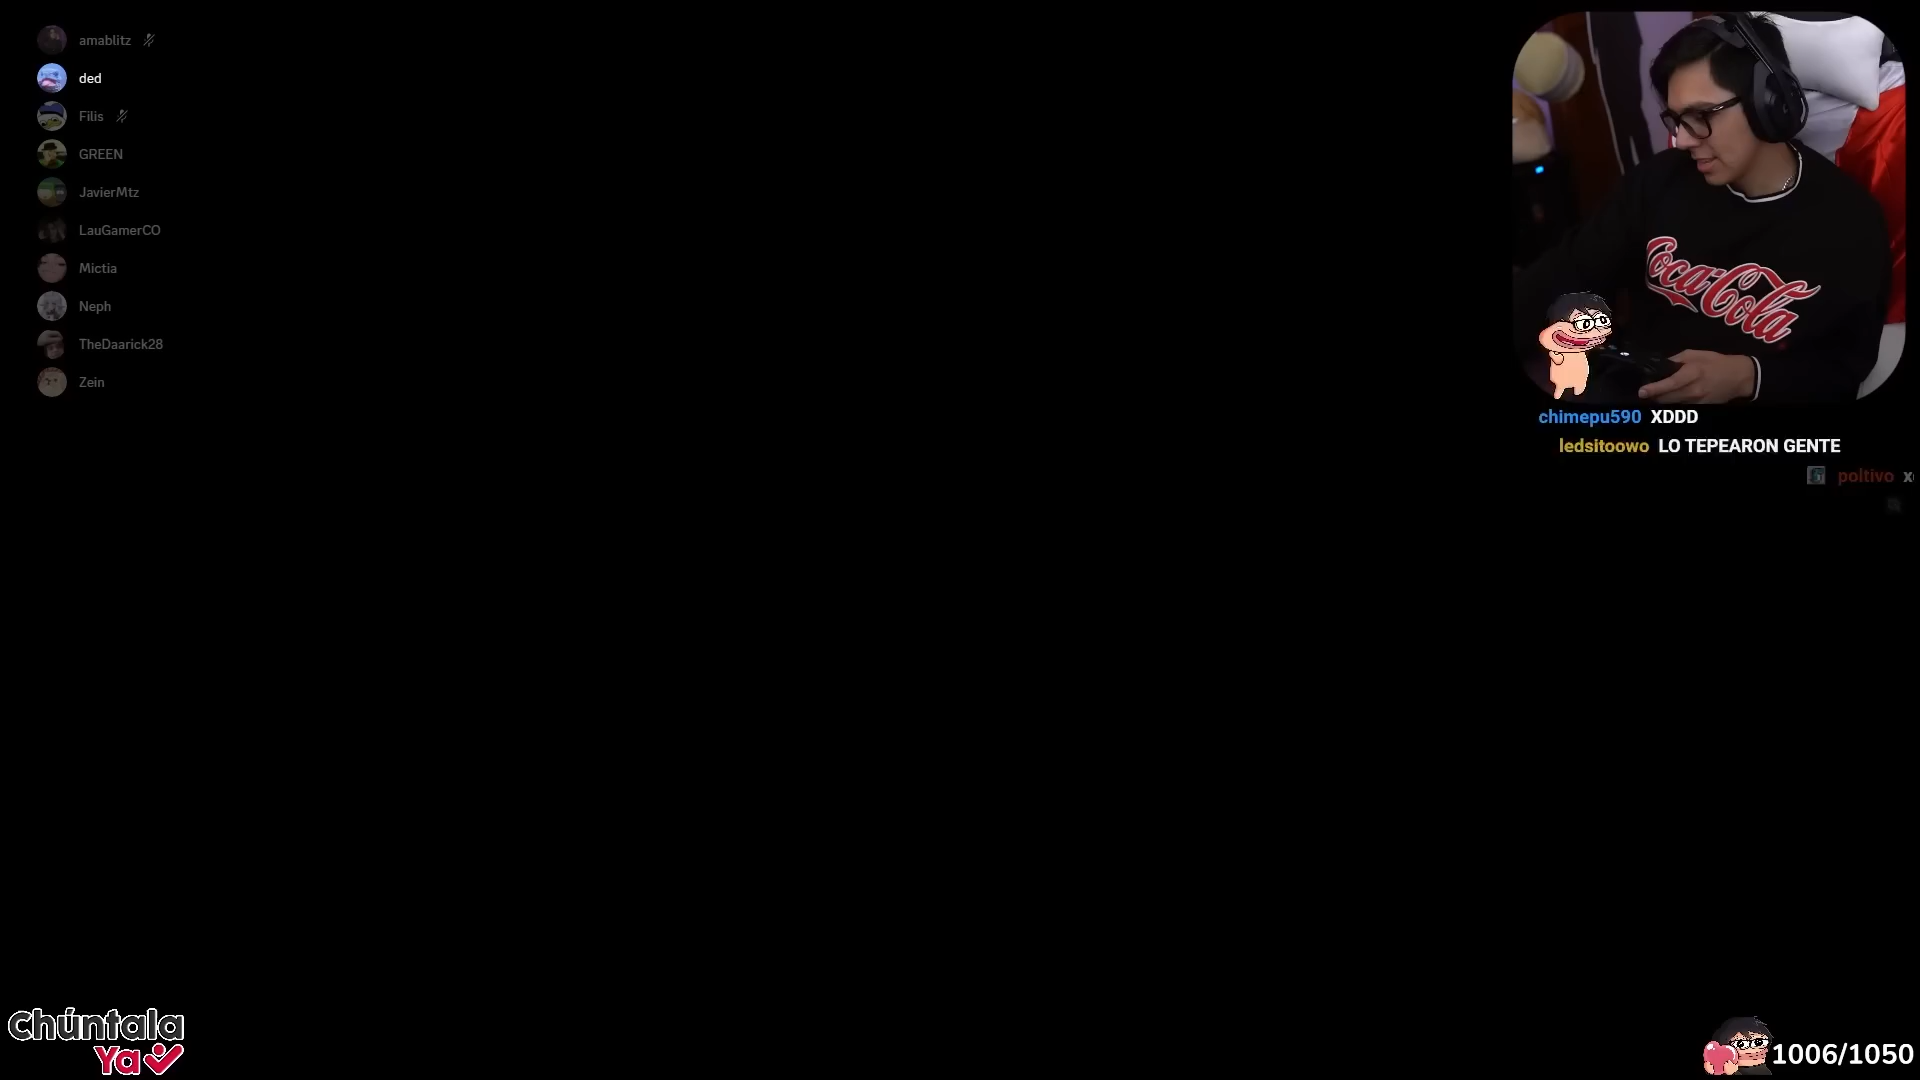 amablitz
ded
Filis
GREEN
JavierMtz
LauGamerCO
Mictia
Neph
TheDaarick28
Zein
Coca-Cola
chimepu590 XDDD
ledsitoowo LO TEPEARON GENTE
poltivo
Chúntala
Ya
1006/1050